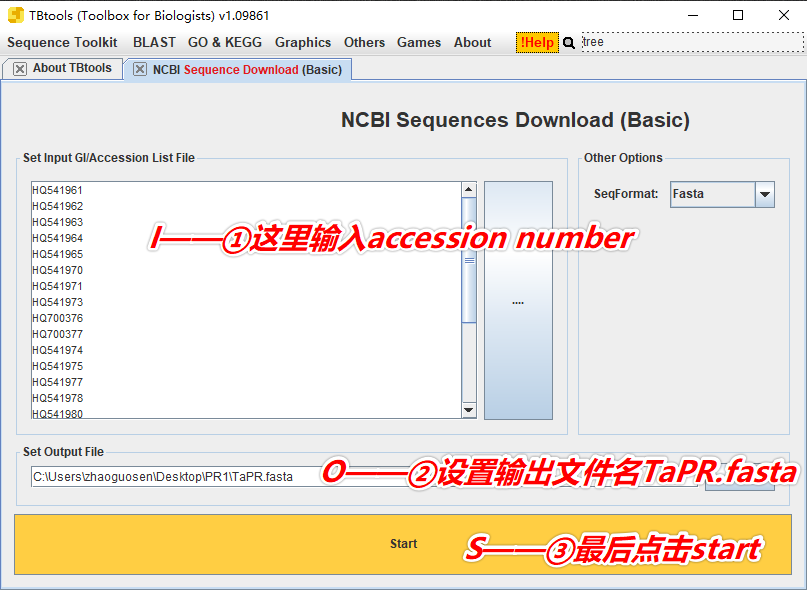 TBtools (Toolbox for Biologists) v1.09861
Sequence Toolkit BLAST GO & KEGG Graphics Others Games About !Help tree
About TBtools NCBI Sequence Download (Basic)
NCBI Sequences Download (Basic)
Set Input GI/Accession List File
Other Options
HQ541961
HQ541962
HQ541963
HQ541964
HQ541965
HQ541970
HQ541971
HQ541973
HQ700376
HQ700377
HQ541974
HQ541975
HQ541977
HQ541978
HQ541980
I——①这里输入accession number
....
SeqFormat: Fasta
Set Output File
C:\Users\zhaoguosen\Desktop\PR1\TaPR.fasta
O——②设置输出文件名TaPR.fasta
Start
S——③最后点击start